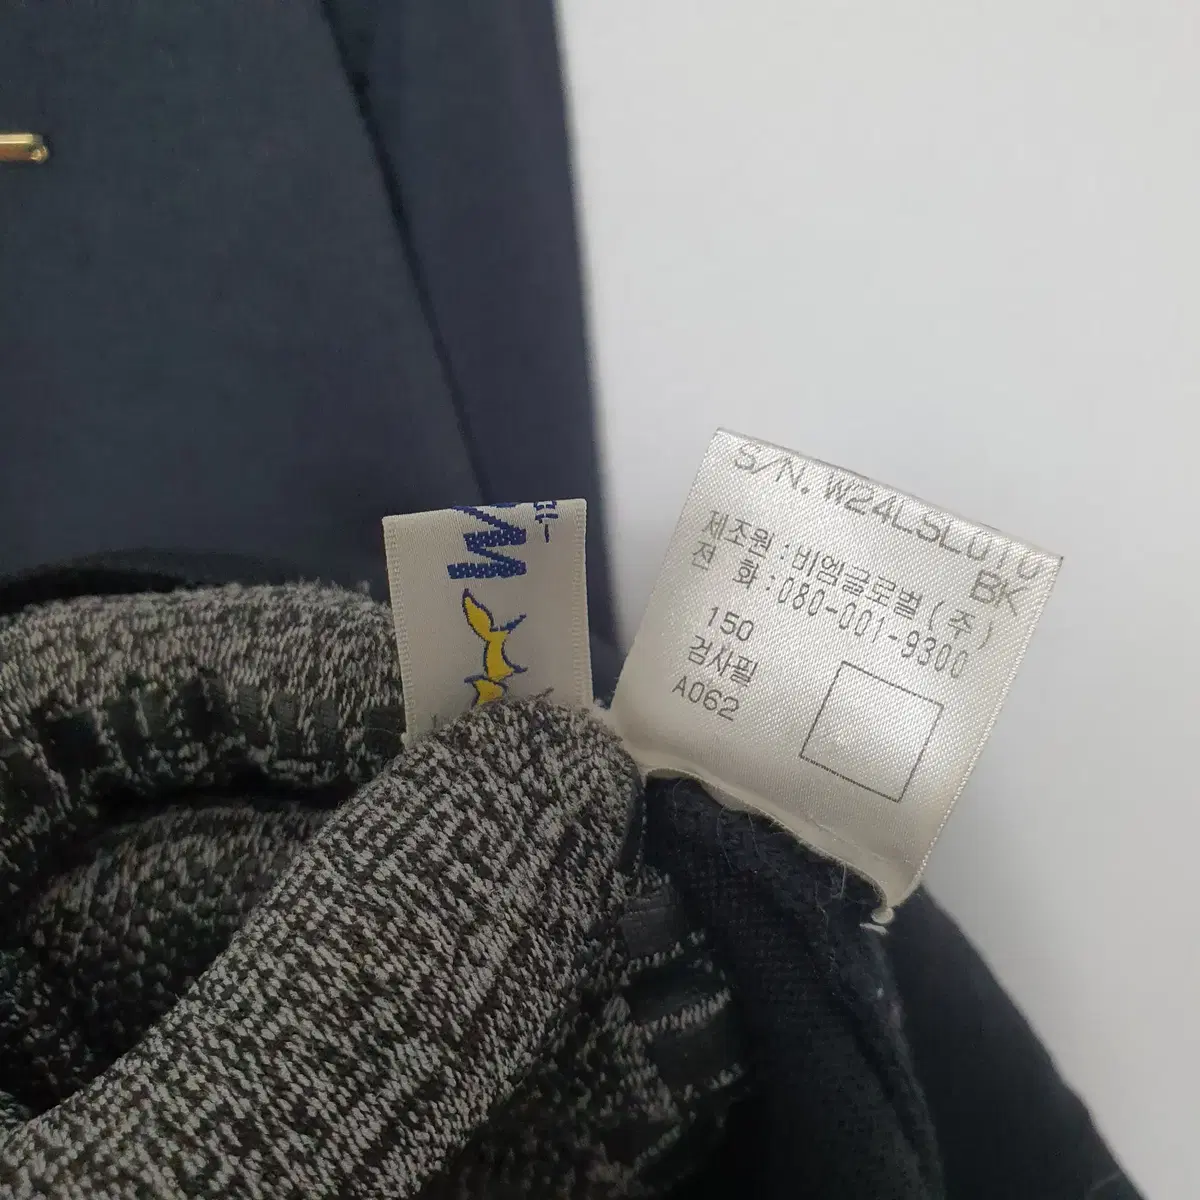 S/N. W24LSL010
BK
제조원 : 비엠글로벌(주)
전 화 : 080-001-9300
150
검사필
A062